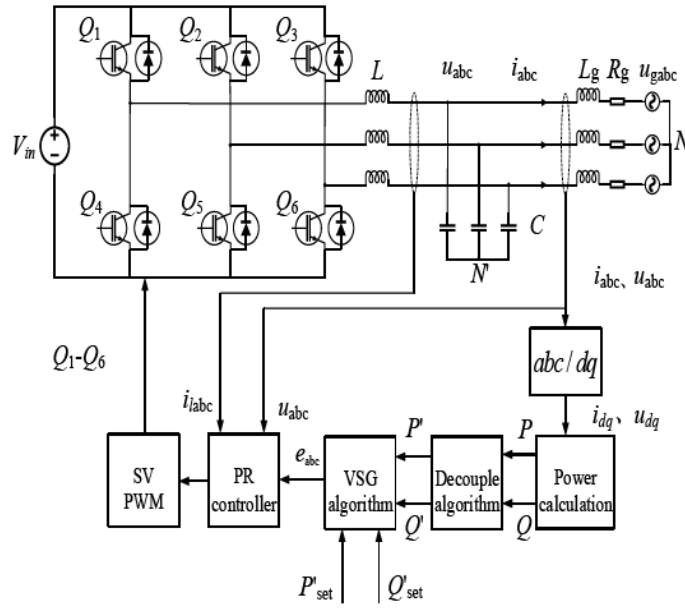 Q1 Q2 Q3
L uabc iabc Lg Rg ugabc
Vin
+
−
N
Q4 Q5 Q6
C
N'
iabc、uabc
Q1-Q6
abc/dq
ilabc uabc
idq、udq
eabc P' P
SV PWM
PR controller
VSG algorithm
Decouple algorithm
Power calculation
Q' Q
P'set Q'set